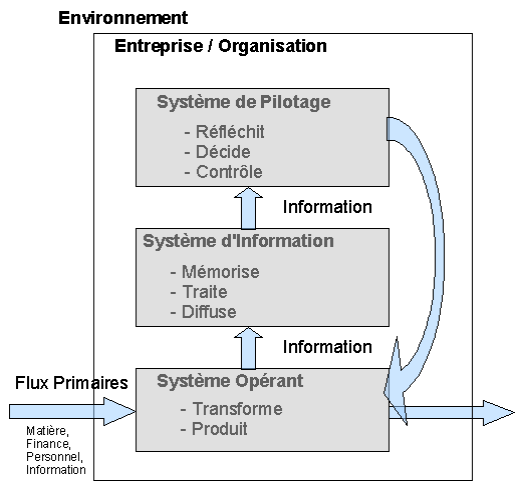 Environnement
Entreprise / Organisation
Système de Pilotage
- Réfléchit
- Décide
- Contrôle
Information
Système d'Information
- Mémorise
- Traite
- Diffuse
Information
Flux Primaires
Système Opérant
- Transforme
- Produit
Matière,
Finance,
Personnel,
Information